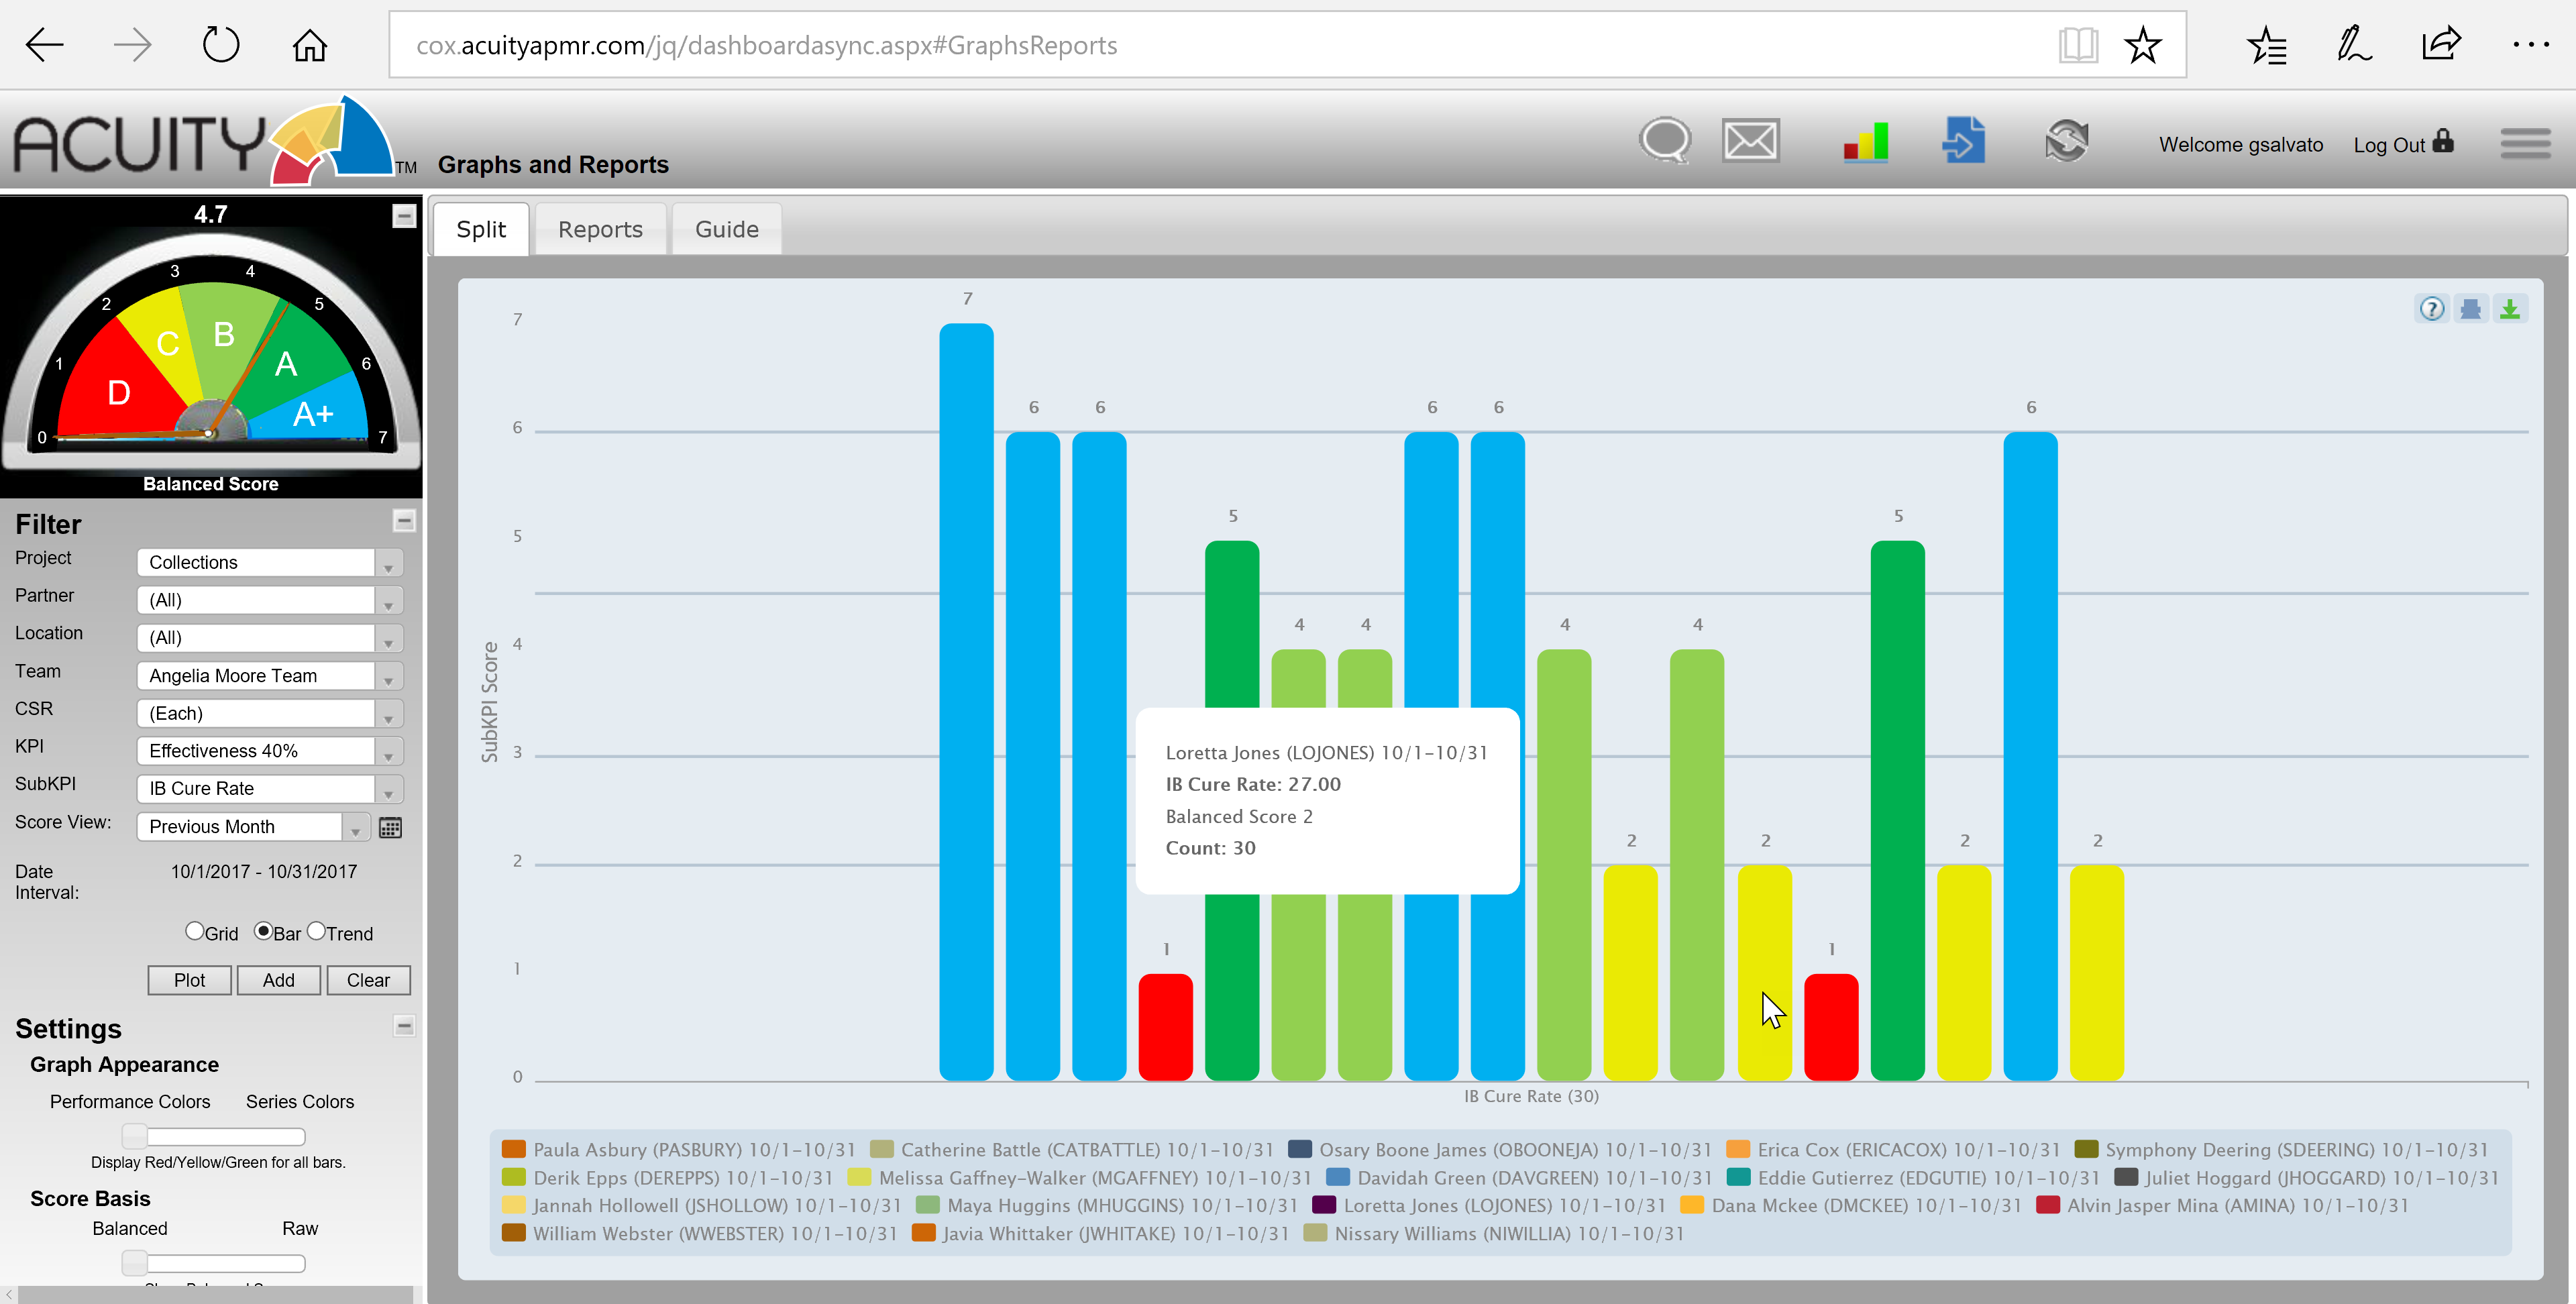 cox.acuityapmr.com/jq/dashboardasync.aspx#GraphsReports
ACUITY TM
Graphs and Reports
Welcome gsalvato
Log Out
4.7
0 1 2 3 4 5 6 7
D C B A A+
Balanced Score
Filter
Project Collections
Partner (All)
Location (All)
Team Angelia Moore Team
CSR (Each)
KPI Effectiveness 40%
SubKPI IB Cure Rate
Score View: Previous Month
Date Interval: 10/1/2017 - 10/31/2017
Grid Bar Trend
Plot Add Clear
Settings
Graph Appearance
Performance Colors Series Colors
Display Red/Yellow/Green for all bars.
Score Basis
Balanced Raw
Split Reports Guide
?
SubKPI Score
7
6
5
4
3
2
1
0
7 6 6 1 5 4 4 6 6 4 2 4 2 1 5 2 6 2
Loretta Jones (LOJONES) 10/1-10/31
IB Cure Rate: 27.00
Balanced Score 2
Count: 30
IB Cure Rate (30)
Paula Asbury (PASBURY) 10/1-10/31 Catherine Battle (CATBATTLE) 10/1-10/31 Osary Boone James (OBOONEJA) 10/1-10/31 Erica Cox (ERICACOX) 10/1-10/31 Symphony Deering (SDEERING) 10/1-10/31
Derik Epps (DEREPPS) 10/1-10/31 Melissa Gaffney-Walker (MGAFFNEY) 10/1-10/31 Davidah Green (DAVGREEN) 10/1-10/31 Eddie Gutierrez (EDGUTIE) 10/1-10/31 Juliet Hoggard (JHOGGARD) 10/1-10/31
Jannah Hollowell (JSHOLLOW) 10/1-10/31 Maya Huggins (MHUGGINS) 10/1-10/31 Loretta Jones (LOJONES) 10/1-10/31 Dana Mckee (DMCKEE) 10/1-10/31 Alvin Jasper Mina (AMINA) 10/1-10/31
William Webster (WWEBSTER) 10/1-10/31 Javia Whittaker (JWHITAKE) 10/1-10/31 Nissary Williams (NIWILLIA) 10/1-10/31